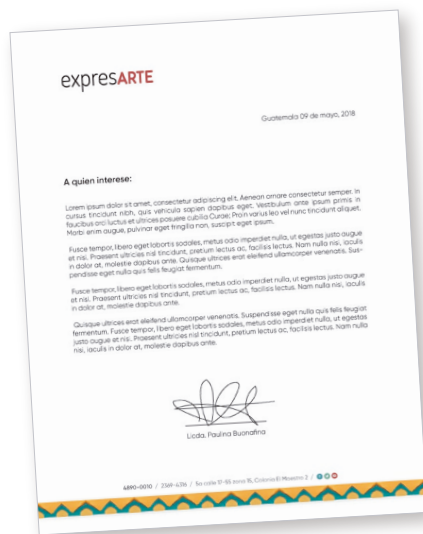 expresARTE
Guatemala 09 de mayo, 2018
A quien interese:
Lorem ipsum dolor sit amet, consectetur adipiscing elit. Aenean ornare consectetur semper. In
cursus tincidunt nibh, quis vehicula sapien dapibus eget. Vestibulum ante ipsum primis in
faucibus orci luctus et ultrices posuere cubilia Curae; Proin varius leo vel nunc tincidunt aliquet.
Morbi enim augue, pulvinar eget fringilla non, suscipit eget ipsum.
Fusce tempor, libero eget lobortis sodales, metus odio imperdiet nulla, ut egestas justo augue
et nisi. Praesent ultricies nisl tincidunt, pretium lectus ac, facilisis lectus. Nam nulla nisi, iaculis
in dolor at, molestie dapibus ante. Quisque ultrices erat eleifend ullamcorper venenatis. Sus-
pendisse eget nulla quis felis feugiat fermentum.
Fusce tempor, libero eget lobortis sodales, metus odio imperdiet nulla, ut egestas justo augue
et nisi. Praesent ultricies nisl tincidunt, pretium lectus ac, facilisis lectus. Nam nulla nisi, iaculis
in dolor at, molestie dapibus ante.
Quisque ultrices erat eleifend ullamcorper venenatis. Suspendisse eget nulla quis felis feugiat
fermentum. Fusce tempor, libero eget lobortis sodales, metus odio imperdiet nulla, ut egestas
justo augue et nisi. Praesent ultricies nisl tincidunt, pretium lectus ac, facilisis lectus. Nam nulla
nisi, iaculis in dolor at, molestie dapibus ante.
Licda. Paulina Buonafina
4890-0010 / 2369-4316 / 5a calle 17-55 zona 16, Colonia El Maestro 2 /